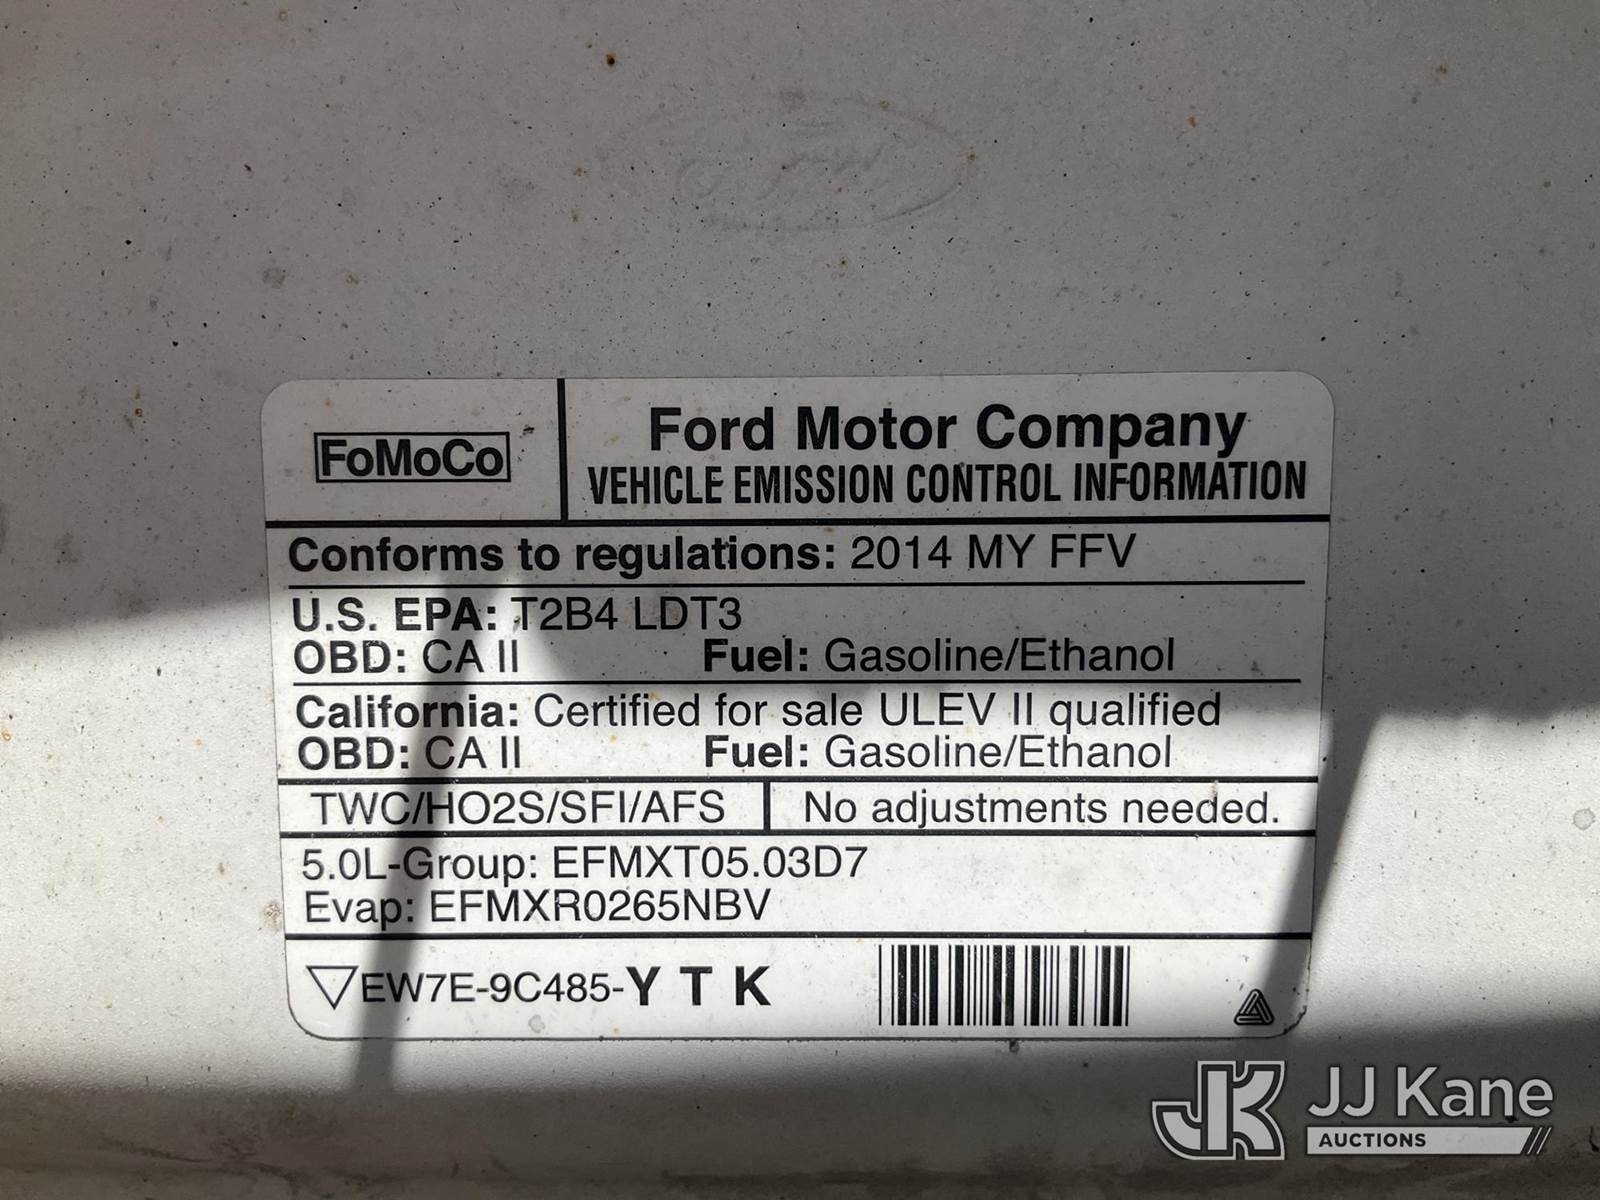 FoMoCo
Ford Motor Company
VEHICLE EMISSION CONTROL INFORMATION
Conforms to regulations: 2014 MY FFV
U.S. EPA: T2B4 LDT3
OBD: CA II Fuel: Gasoline/Ethanol
California: Certified for sale ULEV II qualified
OBD: CA II Fuel: Gasoline/Ethanol
TWC/HO2S/SFI/AFS No adjustments needed.
5.0L-Group: EFMXT05.03D7
Evap: EFMXR0265NBV
EW7E-9C485-Y T K
JK JJ Kane
AUCTIONS